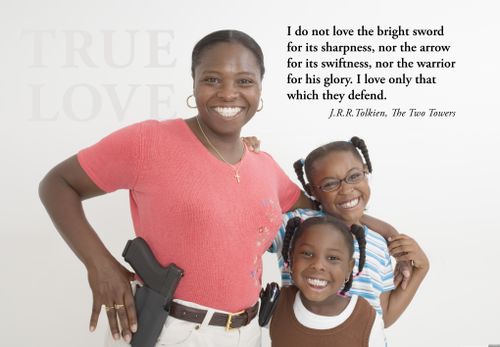 TRUE
LOVE
I do not love the bright sword
for its sharpness, nor the arrow
for its swiftness, nor the warrior
for his glory. I love only that
which they defend.
J.R.R.Tolkien, The Two Towers